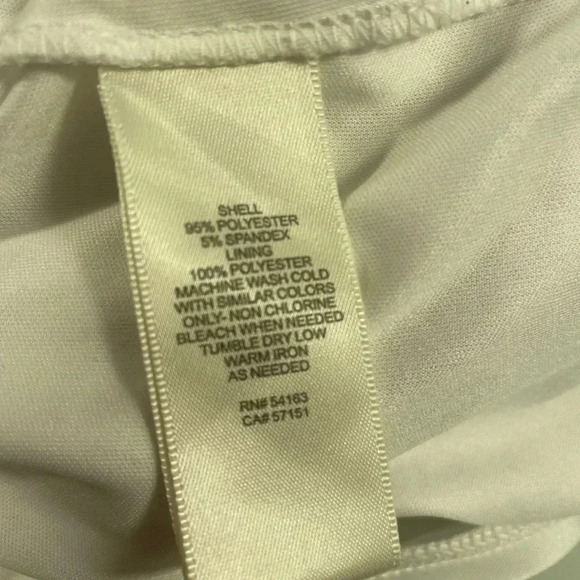 SHELL
95% POLYESTER
5% SPANDEX
LINING
100% POLYESTER
MACHINE WASH COLD
WITH SIMILAR COLORS
ONLY- NON CHLORINE
BLEACH WHEN NEEDED
TUMBLE DRY LOW
WARM IRON
AS NEEDED
RN# 54163
CA# 57151